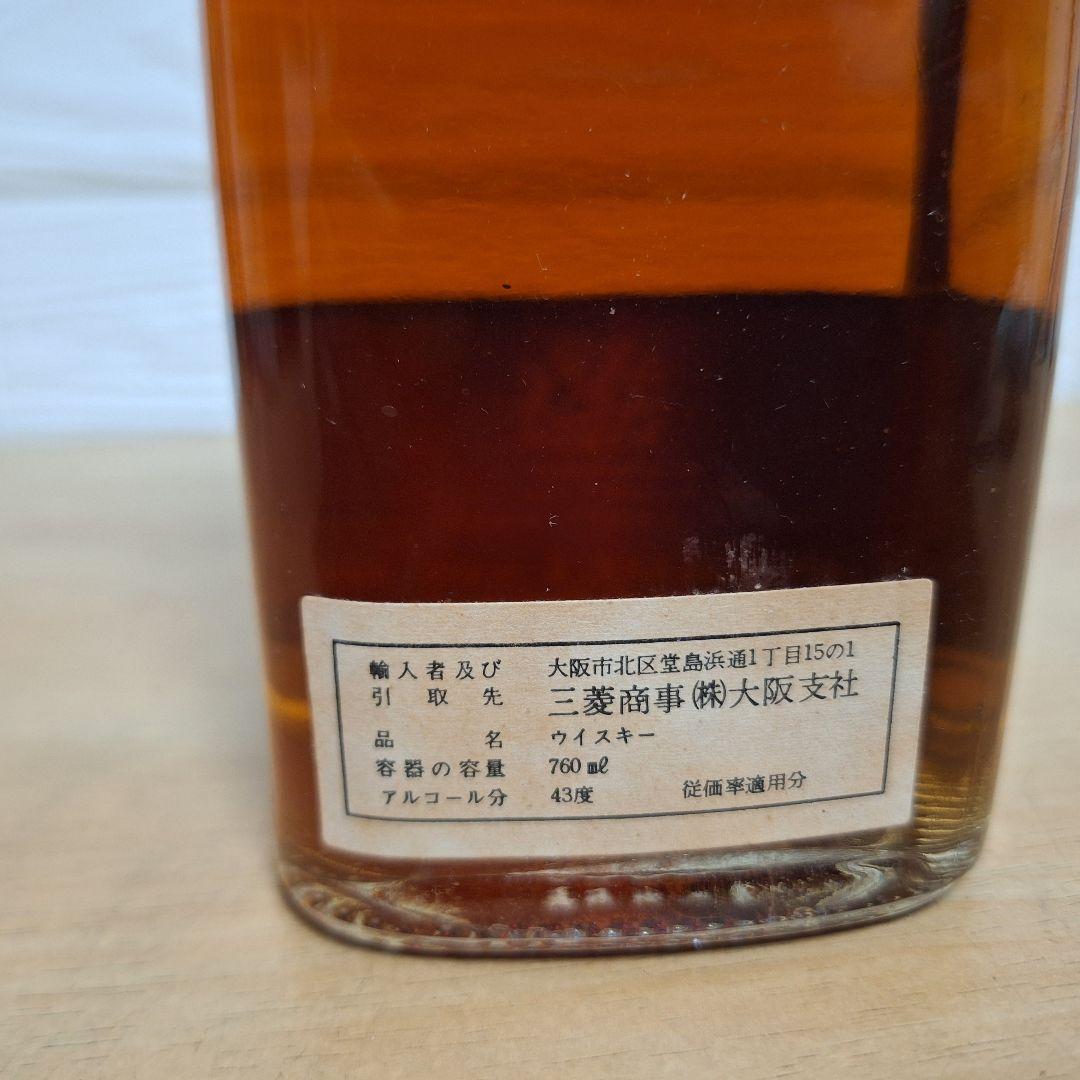 輸入者及び 大阪市北区堂島浜通1丁目15の1
引取先 三菱商事(株)大阪支社
品名 ウイスキー
容器の容量 760㎖
アルコール分 43度 従価率適用分